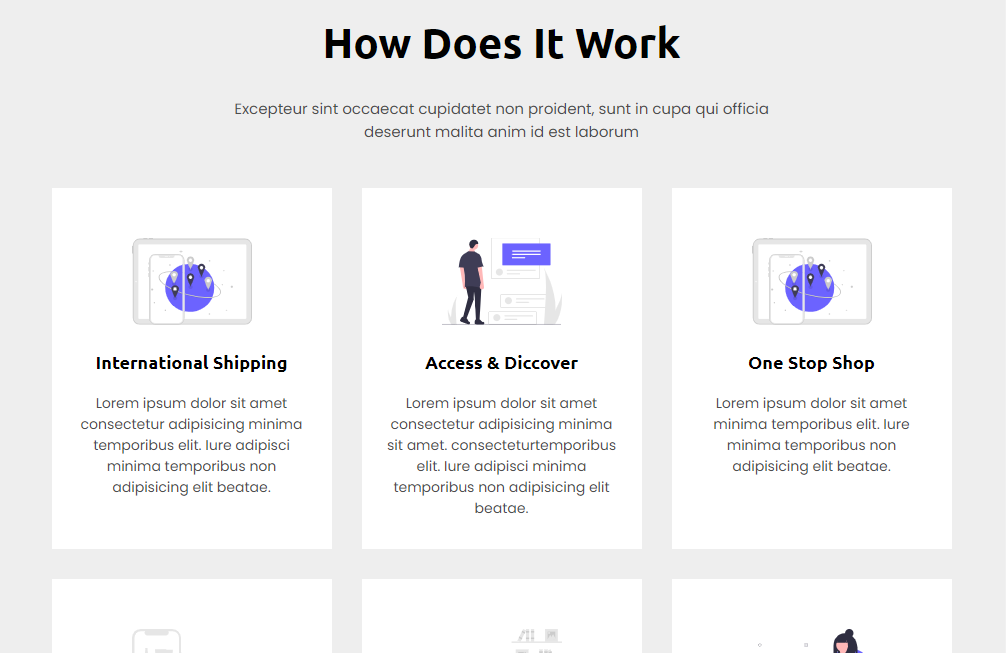 How Does It Work
Excepteur sint occaecat cupidatet non proident, sunt in cupa qui officia
deserunt malita anim id est laborum
International Shipping
Lorem ipsum dolor sit amet
consectetur adipisicing minima
temporibus elit. Iure adipisci
minima temporibus non
adipisicing elit beatae.
Access & Diccover
Lorem ipsum dolor sit amet
consectetur adipisicing minima
sit amet. consecteturtemporibus
elit. Iure adipisci minima
temporibus non adipisicing elit
beatae.
One Stop Shop
Lorem ipsum dolor sit amet
minima temporibus elit. Iure
minima temporibus non
adipisicing elit beatae.